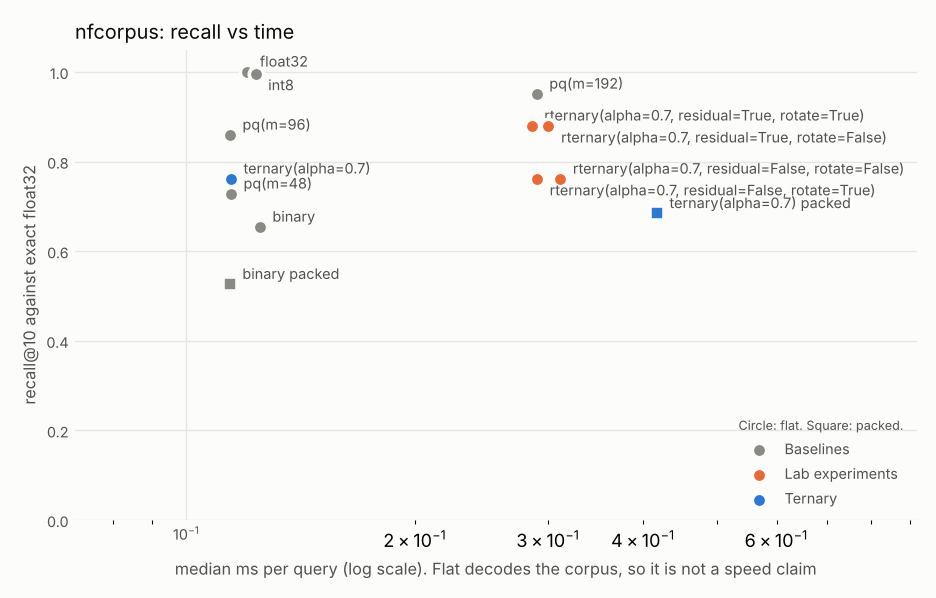 nfcorpus: recall vs time
float32
int8
pq(m=192)
pq(m=96)
rternary(alpha=0.7, residual=True, rotate=True)
rternary(alpha=0.7, residual=True, rotate=False)
ternary(alpha=0.7)
rternary(alpha=0.7, residual=False, rotate=False)
pq(m=48)
rternary(alpha=0.7, residual=False, rotate=True)
ternary(alpha=0.7) packed
binary
binary packed
recall@10 against exact float32
1.0
0.8
0.6
0.4
0.2
0.0
Circle: flat. Square: packed.
Baselines
Lab experiments
Ternary
10⁻¹
2 × 10⁻¹
3 × 10⁻¹
4 × 10⁻¹
6 × 10⁻¹
median ms per query (log scale). Flat decodes the corpus, so it is not a speed claim